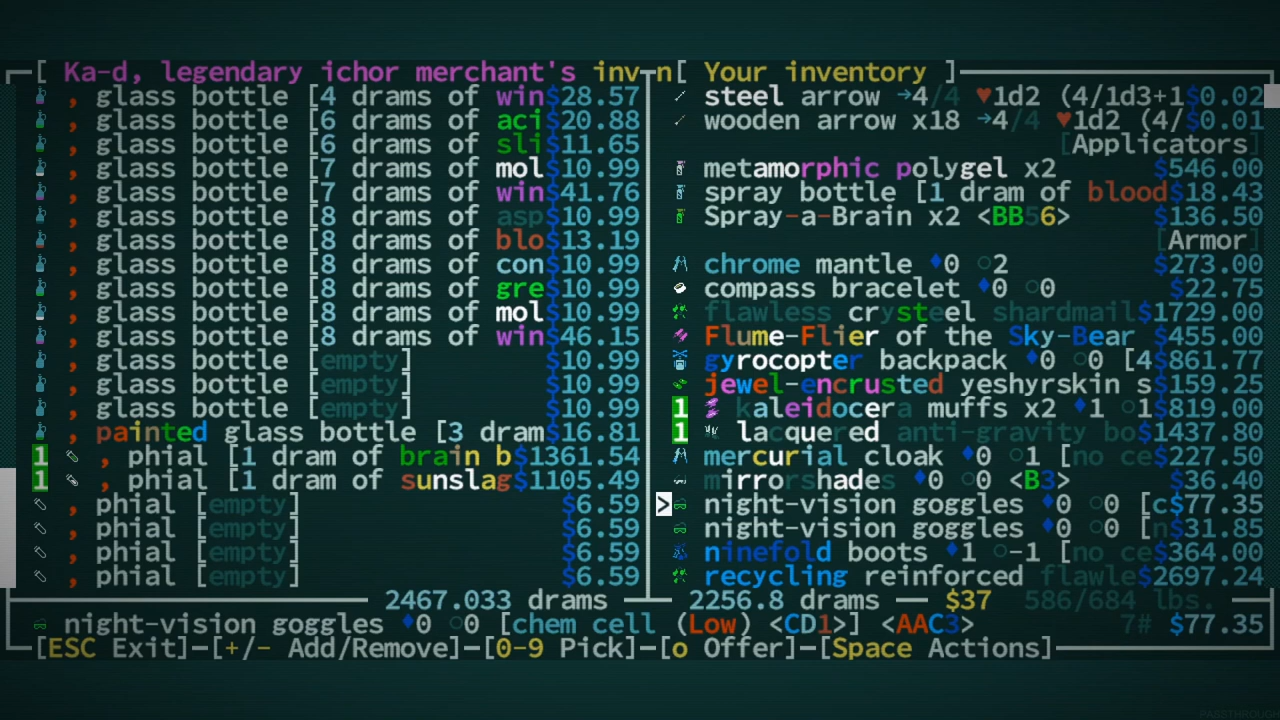 [ Ka-d, legendary ichor merchant's inv
, glass bottle [4 drams of win$28.57
, glass bottle [6 drams of aci$20.88
, glass bottle [6 drams of sli$11.65
, glass bottle [7 drams of mol$10.99
, glass bottle [7 drams of win$41.76
, glass bottle [8 drams of asp$10.99
, glass bottle [8 drams of blo$13.19
, glass bottle [8 drams of con$10.99
, glass bottle [8 drams of gre$10.99
, glass bottle [8 drams of mol$10.99
, glass bottle [8 drams of win$46.15
, glass bottle [empty] $10.99
, glass bottle [empty] $10.99
, glass bottle [empty] $10.99
, painted glass bottle [3 dram$16.81
1 , phial [1 dram of brain b$1361.54
1 , phial [1 dram of sunslag$1105.49
, phial [empty] $6.59
, phial [empty] $6.59
, phial [empty] $6.59
, phial [empty] $6.59
2467.033 drams
n[ Your inventory ]
steel arrow →4/4 ♥1d2 (4/1d3+1$0.02
wooden arrow x18 →4/4 ♥1d2 (4/$0.01
[Applicators]
metamorphic polygel x2 $546.00
spray bottle [1 dram of blood$18.43
Spray-a-Brain x2 <BB56> $136.50
[Armor]
chrome mantle ♦0 ○2 $273.00
compass bracelet ♦0 ○0 $22.75
flawless crysteel shardmail$1729.00
Flume-Flier of the Sky-Bear $455.00
gyrocopter backpack ♦0 ○0 [4$861.77
jewel-encrusted yeshyrskin s$159.25
1 kaleidocera muffs x2 ♦1 ○1$819.00
1 lacquered anti-gravity bo$1437.80
mercurial cloak ♦0 ○1 [no ce$227.50
mirrorshades ♦0 ○0 <B3> $36.40
> night-vision goggles ♦0 ○0 [c$77.35
night-vision goggles ♦0 ○0 [n$31.85
ninefold boots ♦1 ○-1 [no ce$364.00
recycling reinforced flawle$2697.24
2256.8 drams — $37 586/684 lbs.
night-vision goggles ♦0 ○0 [chem cell (Low) <CD1>] <AAC3> 7# $77.35
[ESC Exit]—[+/- Add/Remove]—[0-9 Pick]—[o Offer]—[Space Actions]